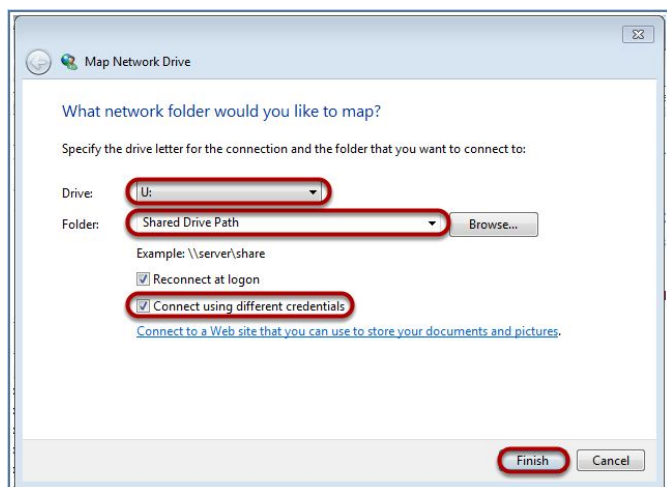 Map Network Drive
What network folder would you like to map?
Specify the drive letter for the connection and the folder that you want to connect to:
Drive: U:
Folder: Shared Drive Path Browse...
Example: \\server\share
Reconnect at logon
Connect using different credentials
Connect to a Web site that you can use to store your documents and pictures.
Finish Cancel